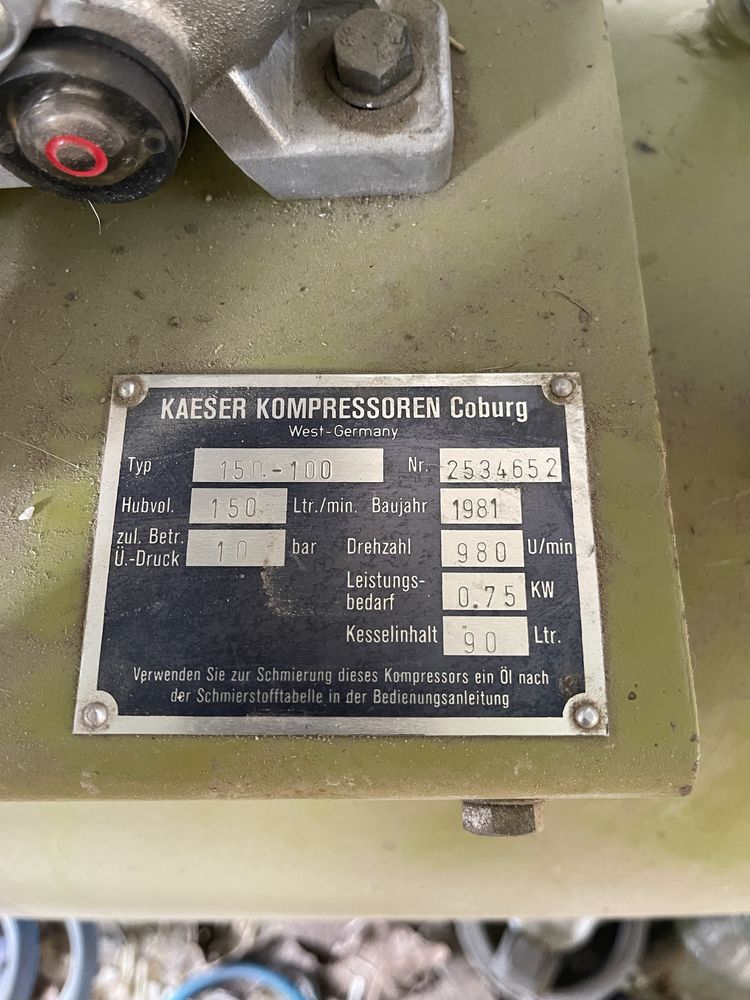 KAESER KOMPRESSOREN Coburg
West-Germany
Typ 150-100 Nr. 2534652
Hubvol. 150 Ltr./min. Baujahr 1981
zul. Betr. Ü.-Druck 10 bar Drehzahl 980 U/min
Leistungs-bedarf 0.75 KW
Kesselinhalt 90 Ltr.
Verwenden Sie zur Schmierung dieses Kompressors ein Öl nach
der Schmierstofftabelle in der Bedienungsanleitung